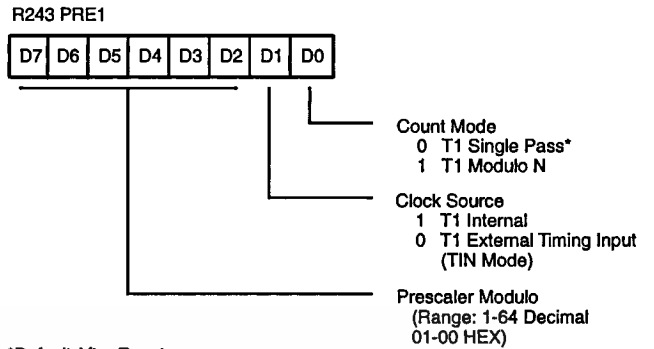 R243 PRE1
D7 D6 D5 D4 D3 D2 D1 D0
Count Mode
0 T1 Single Pass*
1 T1 Modulo N
Clock Source
1 T1 Internal
0 T1 External Timing Input
(TIN Mode)
Prescaler Modulo
(Range: 1-64 Decimal
01-00 HEX)